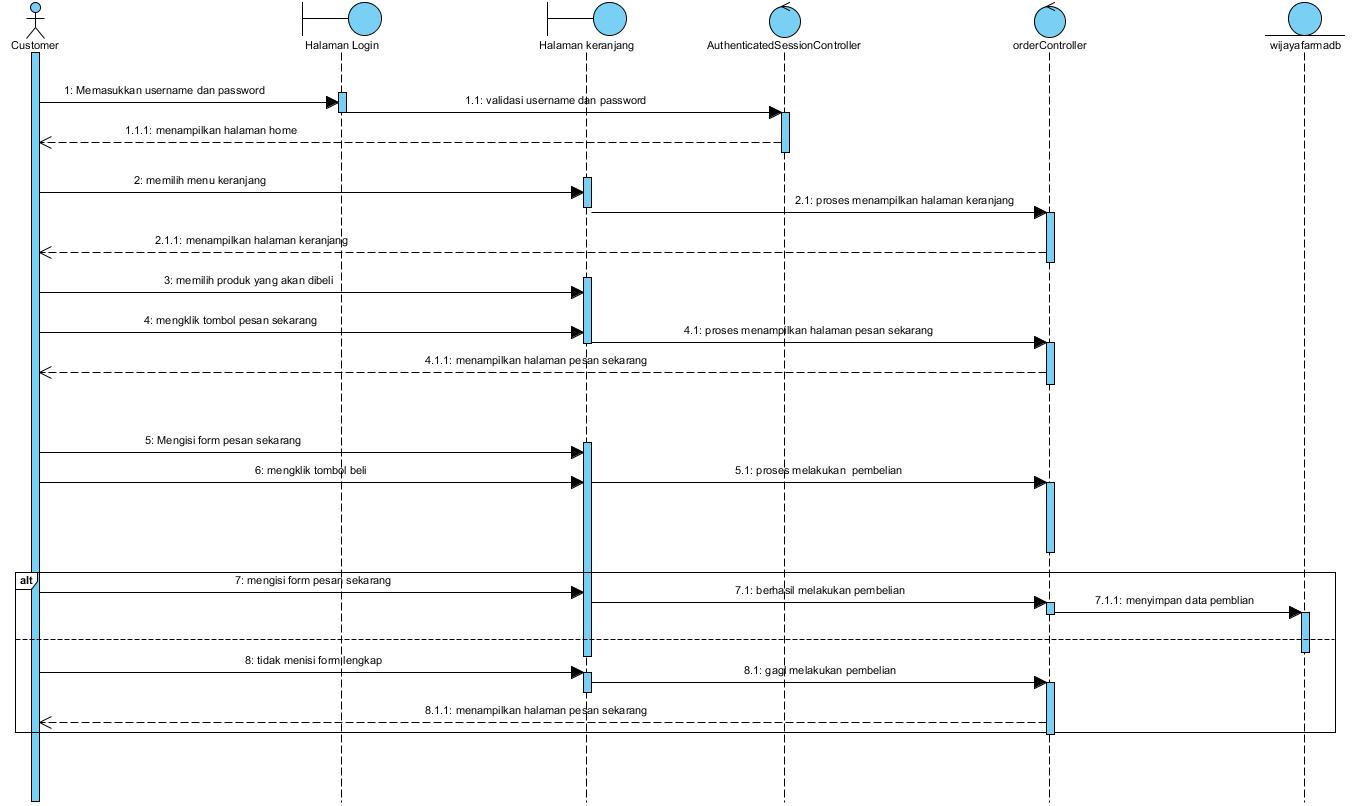 Customer
Halaman Login
Halaman keranjang
AuthenticatedSessionController
orderController
wijayafarmadb
1: Memasukkan username dan password
1.1: validasi username dan password
1.1.1: menampilkan halaman home
2: memilih menu keranjang
2.1: proses menampilkan halaman keranjang
2.1.1: menampilkan halaman keranjang
3: memilih produk yang akan dibeli
4: mengklik tombol pesan sekarang
4.1: proses menampilkan halaman pesan sekarang
4.1.1: menampilkan halaman pesan sekarang
5: Mengisi form pesan sekarang
6: mengklik tombol beli
5.1: proses melakukan pembelian
alt
7: mengisi form pesan sekarang
7.1: berhasil melakukan pembelian
7.1.1: menyimpan data pemblian
8: tidak menisi form lengkap
8.1: gagl melakukan pembelian
8.1.1: menampilkan halaman pesan sekarang